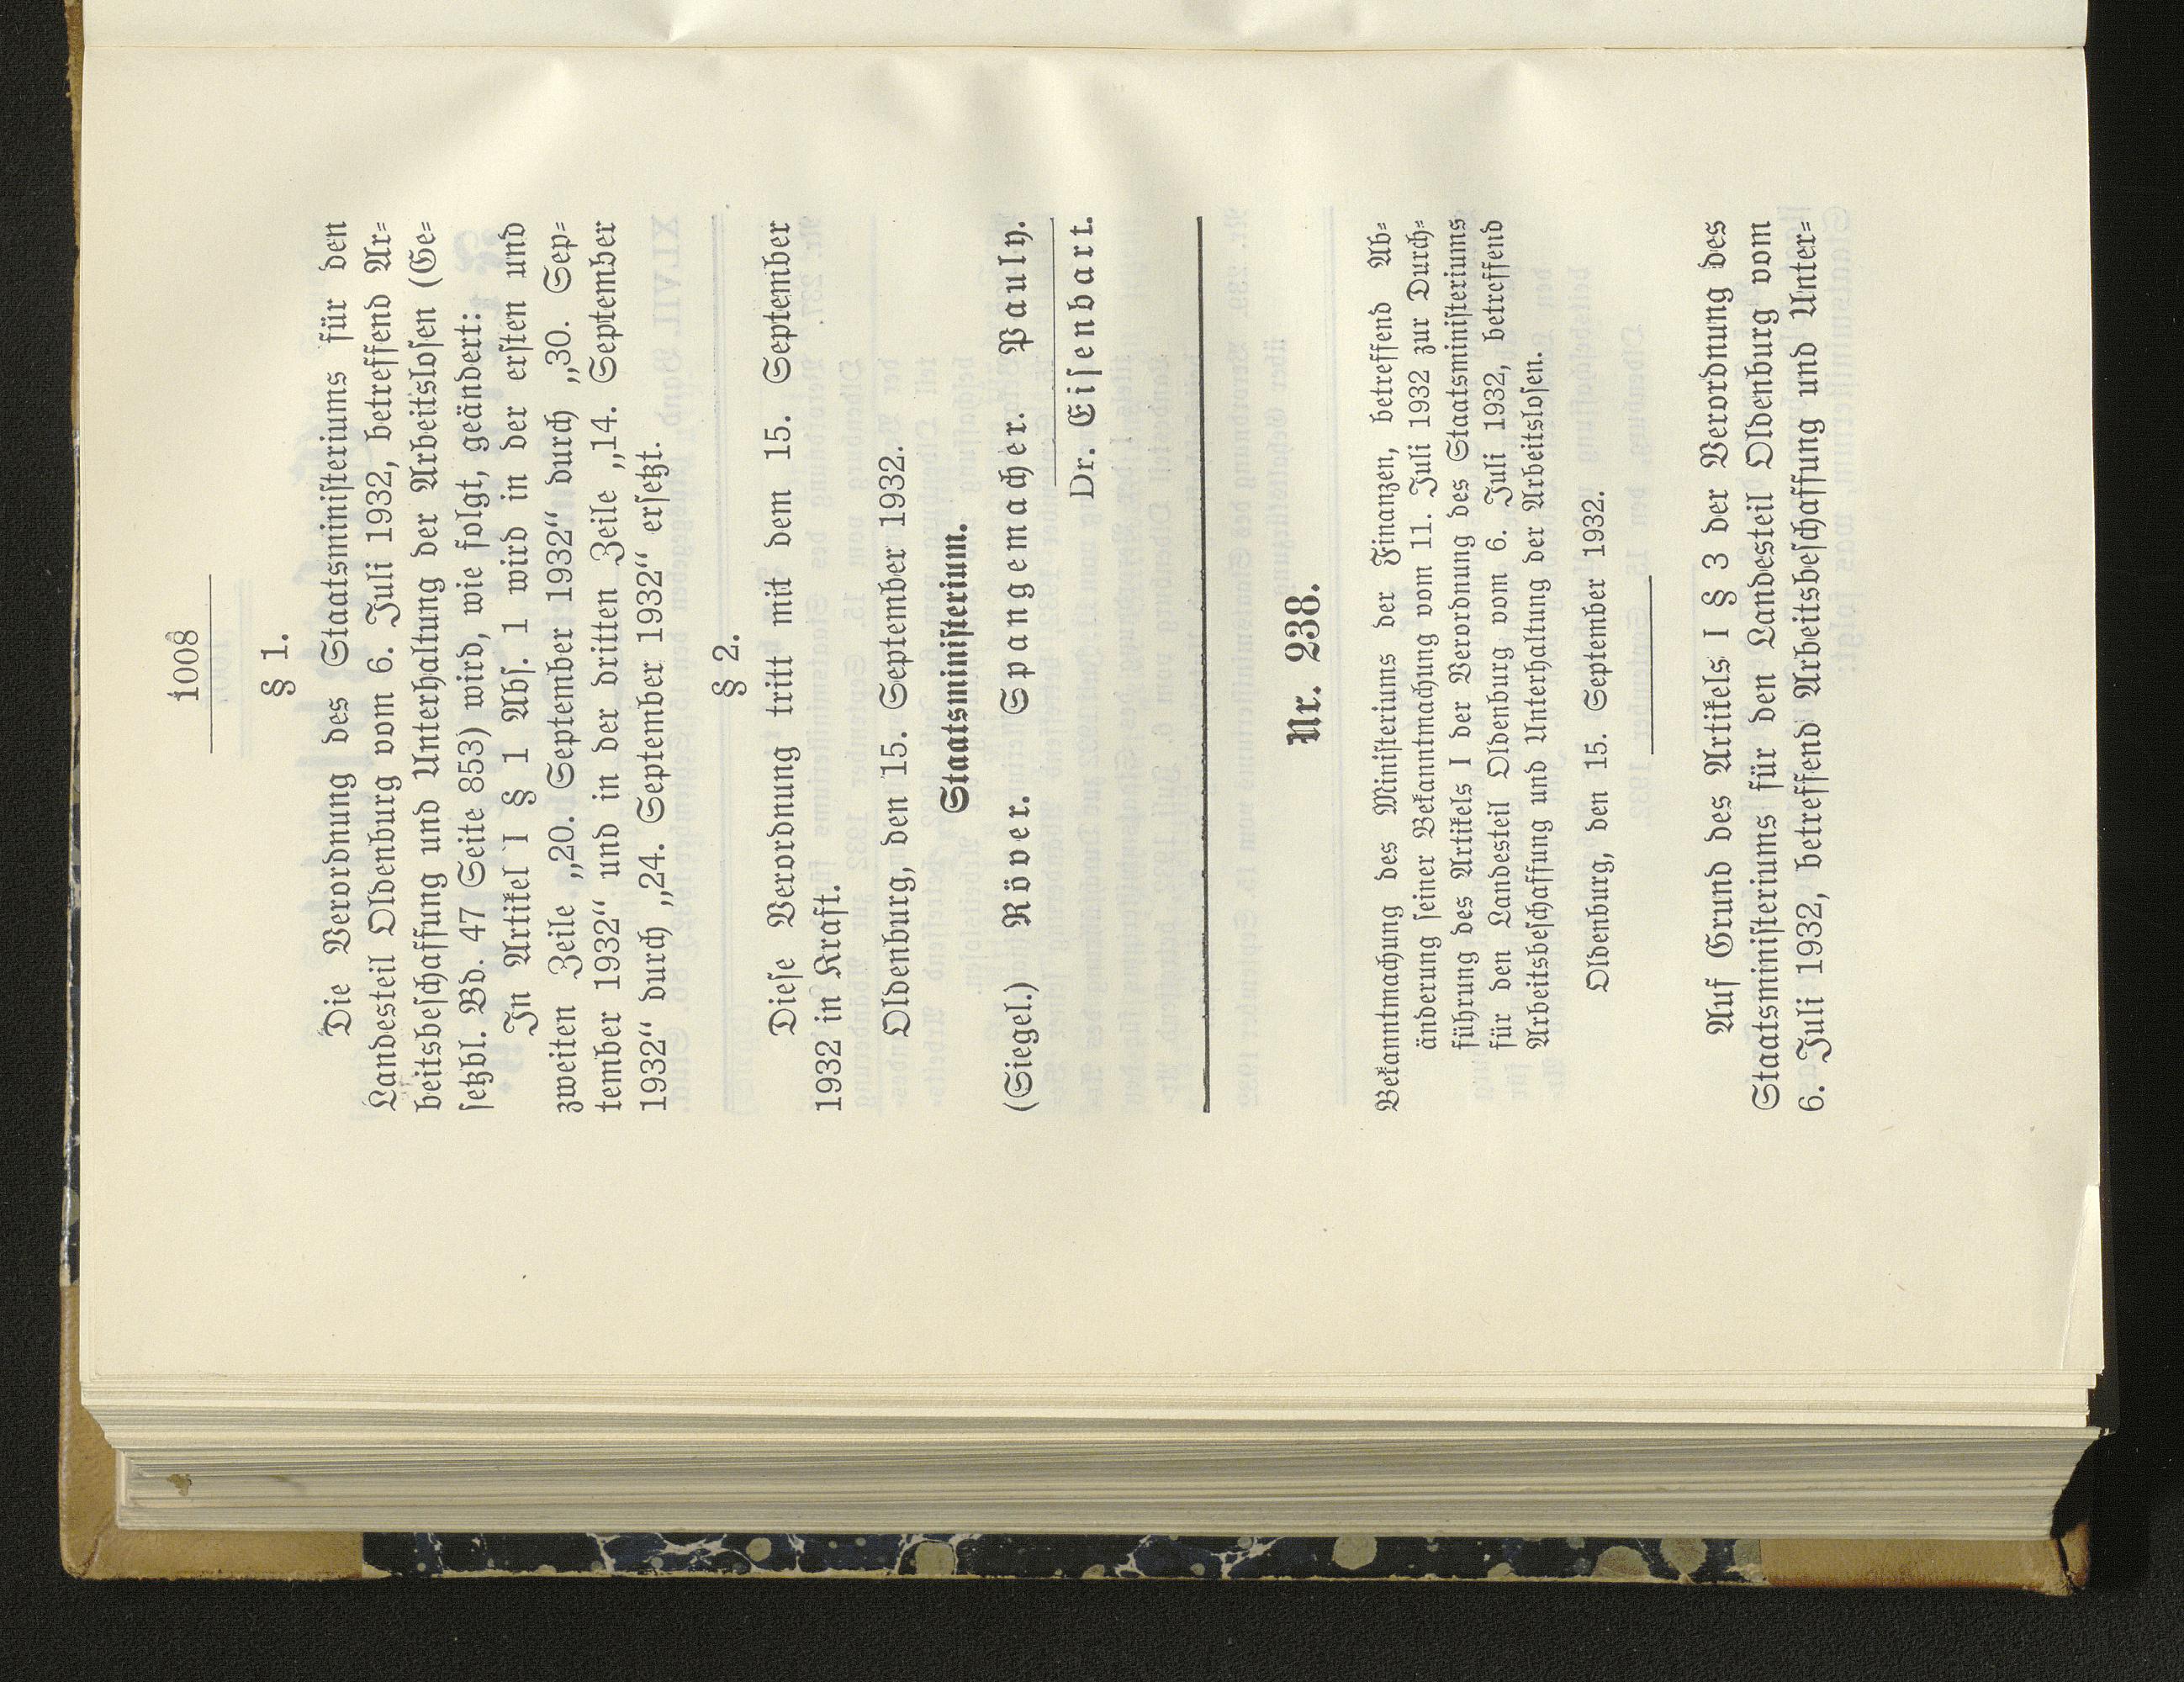 1008
§ 1.
Die Verordnung des Staatsminiſteriums für den
Landesteil Oldenburg vom 6. Juli 1932, betreffend Ar⸗
beitsbeſchaffung und Unterhaltung der Arbeitsloſen (Ge⸗
ſetzbl. Bd. 47 Seite 853) wird, wie folgt, geändert:
In Artikel I § 1 Abſ. 1 wird in der erſten und
zweiten Zeile „20. September 1932“ durch „30. Sep⸗
tember 1932“ und in der dritten Zeile „14. September
1932“ durch „24. September 1932“ erſetzt.
§ 2.
Dieſe Verordnung tritt mit dem 15. September
1932 in Kraft.
Oldenburg, den 15. September 1932.
Staatsminiſterium.
(Siegel.) Röver. Spangemacher. Pauly.
Dr. Eiſenbart.
Nr. 238.
Bekanntmachung des Miniſteriums der Finanzen, betreffend Ab⸗
änderung ſeiner Bekanntmachung vom 11. Juli 1932 zur Durch⸗
führung des Artikels I der Verordnung des Staatsminiſteriums
für den Landesteil Oldenburg vom 6. Juli 1932, betreffend
Arbeitsbeſchaffung und Unterhaltung der Arbeitsloſen.
Oldenburg, den 15. September 1932.
Auf Grund des Artikels I § 3 der Verordnung des
Staatsminiſteriums für den Landesteil Oldenburg vom
6. Juli 1932, betreffend Arbeitsbeſchaffung und Unter⸗